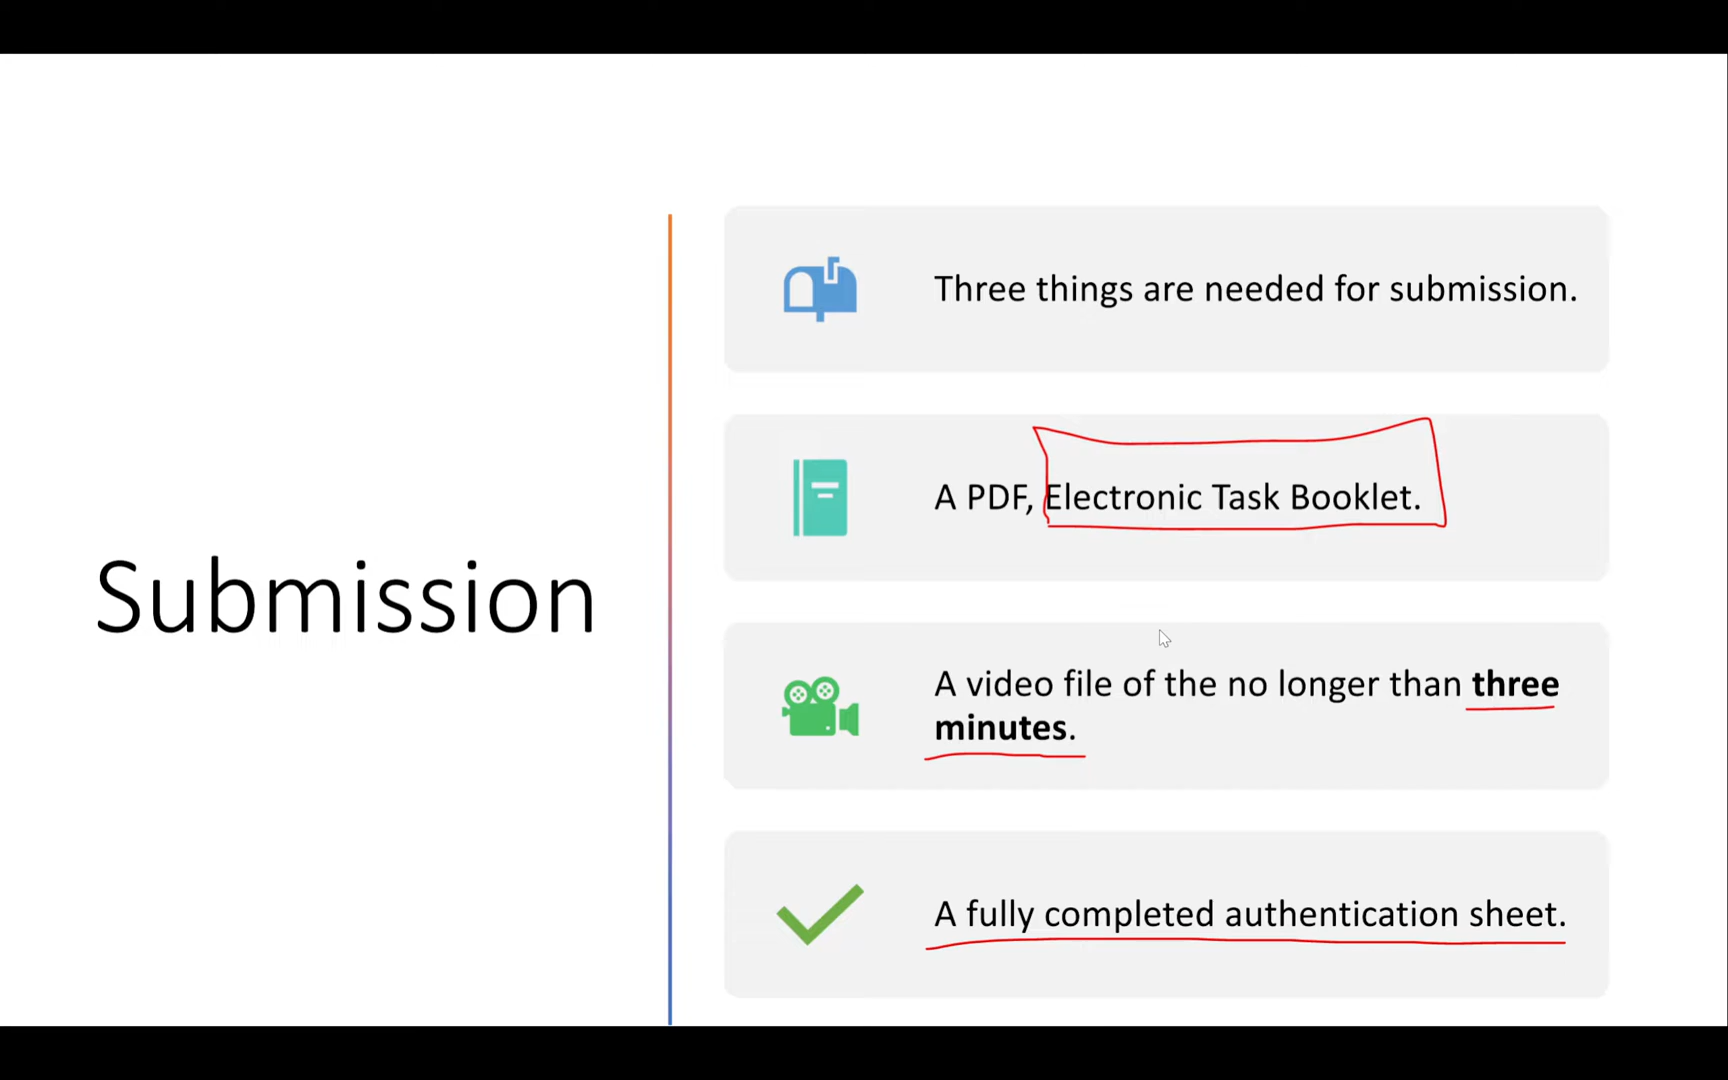 Submission
Three things are needed for submission.
A PDF, Electronic Task Booklet.
A video file of the no longer than three
minutes.
A fully completed authentication sheet.